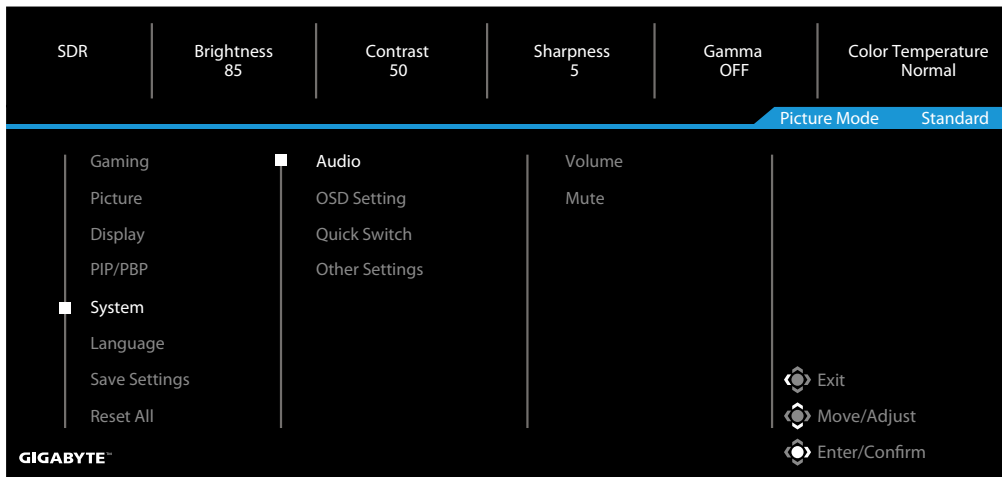 SDR
Brightness
85
Contrast
50
Sharpness
5
Gamma
OFF
Color Temperature
Normal
Picture Mode Standard
Gaming
Picture
Display
PIP/PBP
System
Language
Save Settings
Reset All
Audio
OSD Setting
Quick Switch
Other Settings
Volume
Mute
Exit
Move/Adjust
Enter/Confirm
GIGABYTE™